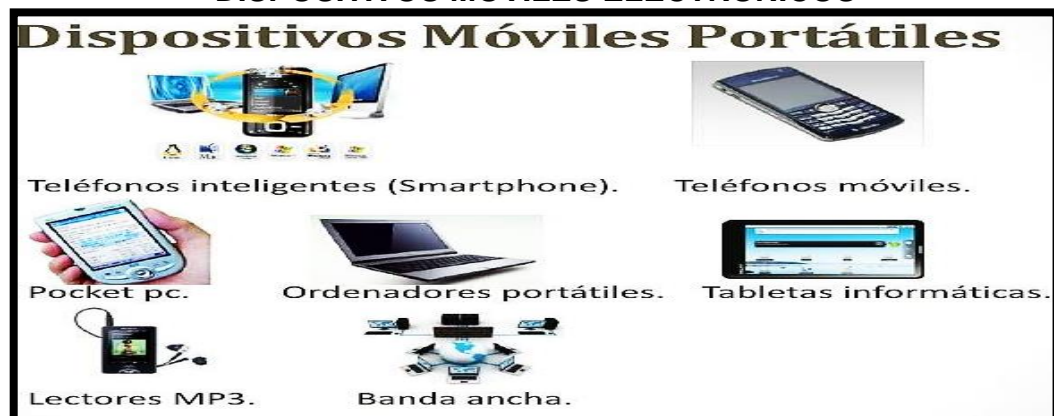 Dispositivos Móviles Portátiles
Teléfonos inteligentes (Smartphone).
Teléfonos móviles.
Pocket pc.
Ordenadores portátiles.
Tabletas informáticas.
Lectores MP3.
Banda ancha.